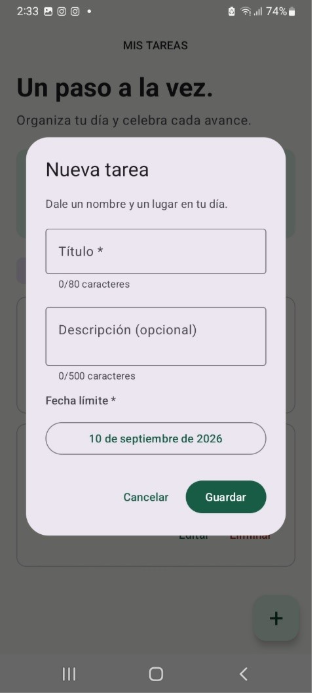 2:33
74%
MIS TAREAS
Un paso a la vez.
Organiza tu día y celebra cada avance.
Nueva tarea
Dale un nombre y un lugar en tu día.
Título *
0/80 caracteres
Descripción (opcional)
0/500 caracteres
Fecha límite *
10 de septiembre de 2026
Cancelar
Guardar
Editar
Eliminar
+